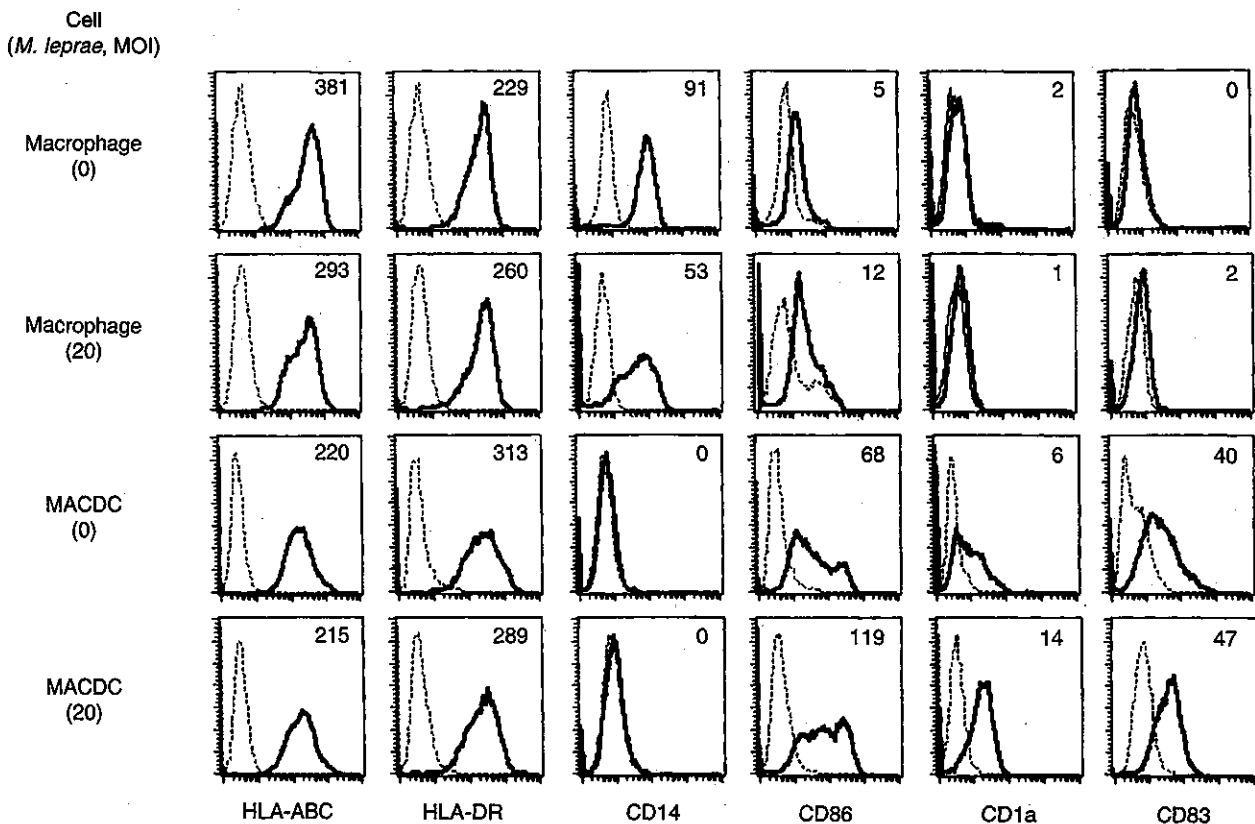 Cell
(M. leprae, MOI)
381 229 91 5 2 0
Macrophage
(0)
293 260 53 12 1 2
Macrophage
(20)
220 313 0 68 6 40
MACDC
(0)
215 289 0 119 14 47
MACDC
(20)
HLA-ABC HLA-DR CD14 CD86 CD1a CD83